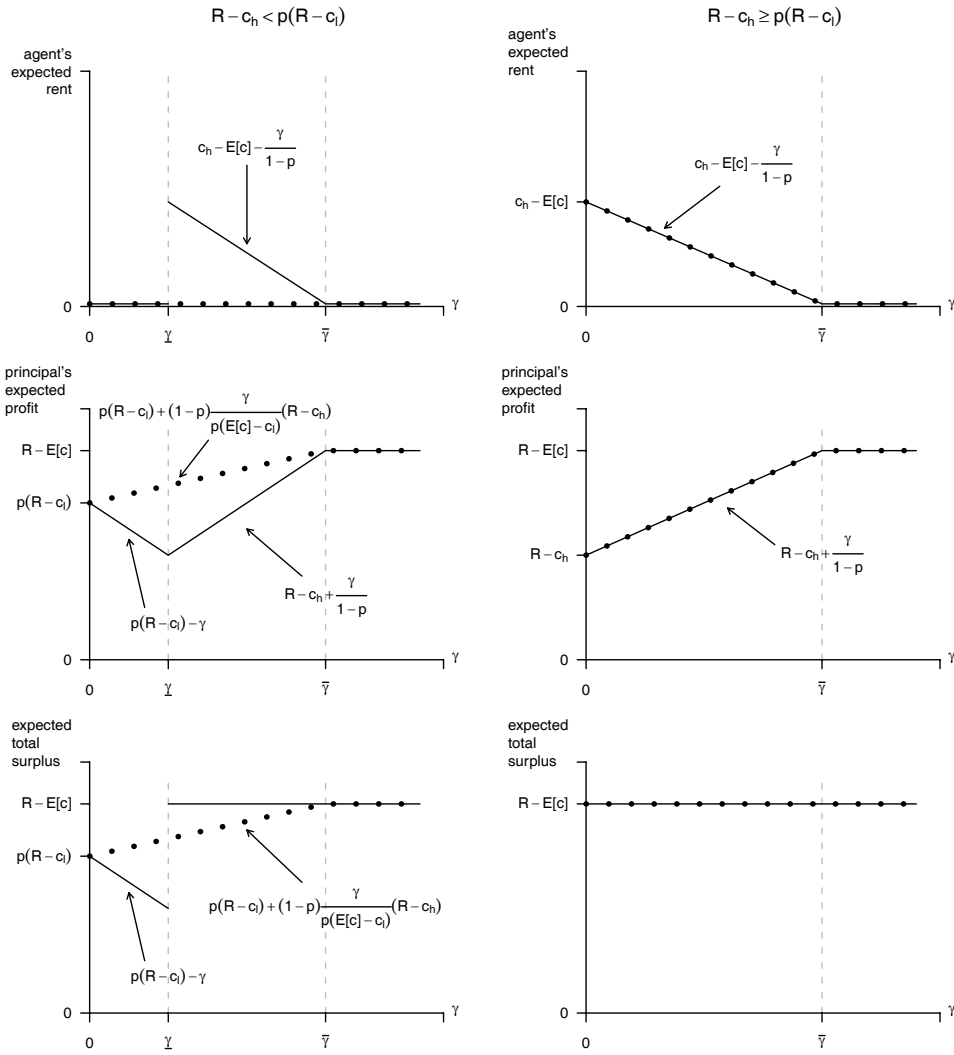 R − c_h < p(R − c_l)
agent's
expected
rent
c_h − E[c] − γ/(1 − p)
0
γ
0
γ̲
γ̄
R − c_h ≥ p(R − c_l)
agent's
expected
rent
c_h − E[c] − γ/(1 − p)
c_h − E[c]
0
γ
0
γ̄
principal's
expected
profit
p(R − c_l) + (1 − p) γ/(p(E[c] − c_l)) (R − c_h)
R − E[c]
p(R − c_l)
R − c_h + γ/(1 − p)
p(R − c_l) − γ
0
γ
0
γ̲
γ̄
principal's
expected
profit
R − E[c]
R − c_h
R − c_h + γ/(1 − p)
0
γ
0
γ̄
expected
total
surplus
R − E[c]
p(R − c_l)
p(R − c_l) + (1 − p) γ/(p(E[c] − c_l)) (R − c_h)
p(R − c_l) − γ
0
γ
0
γ̲
γ̄
expected
total
surplus
R − E[c]
0
γ
0
γ̄